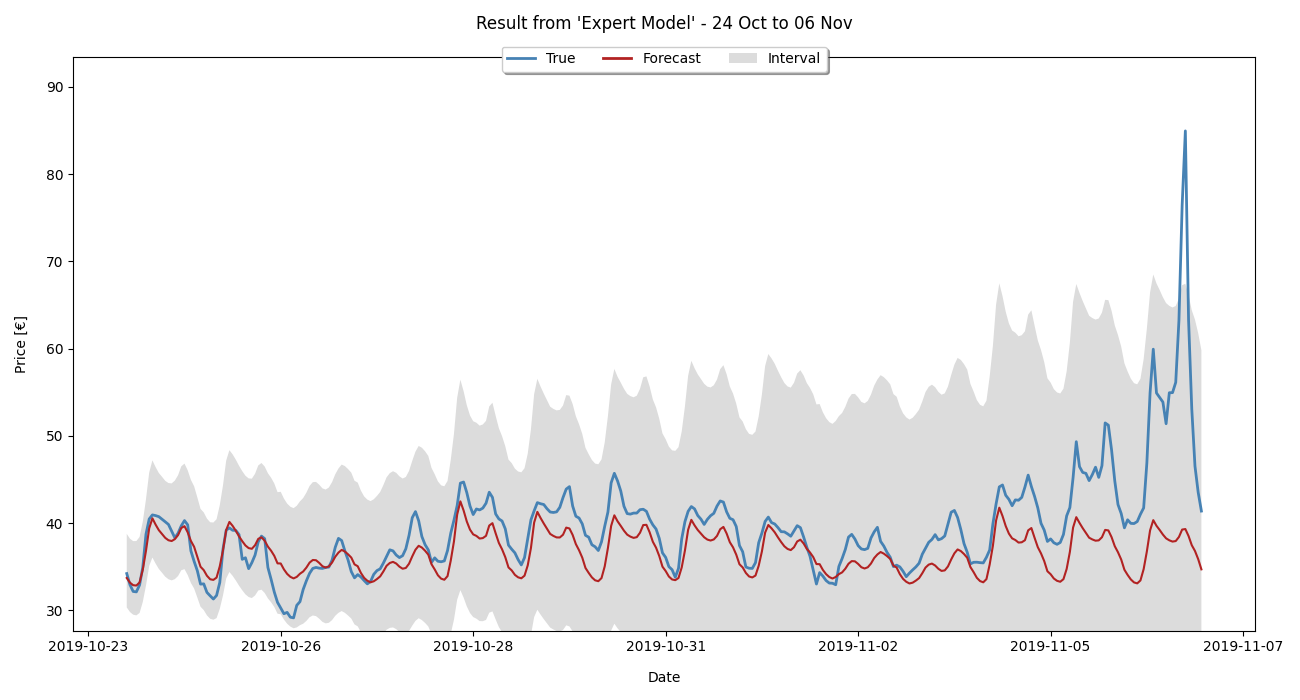 Result from 'Expert Model' - 24 Oct to 06 Nov
True Forecast Interval
90
80
70
60
50
40
30
Price [€]
2019-10-23 2019-10-26 2019-10-28 2019-10-31 2019-11-02 2019-11-05 2019-11-07
Date